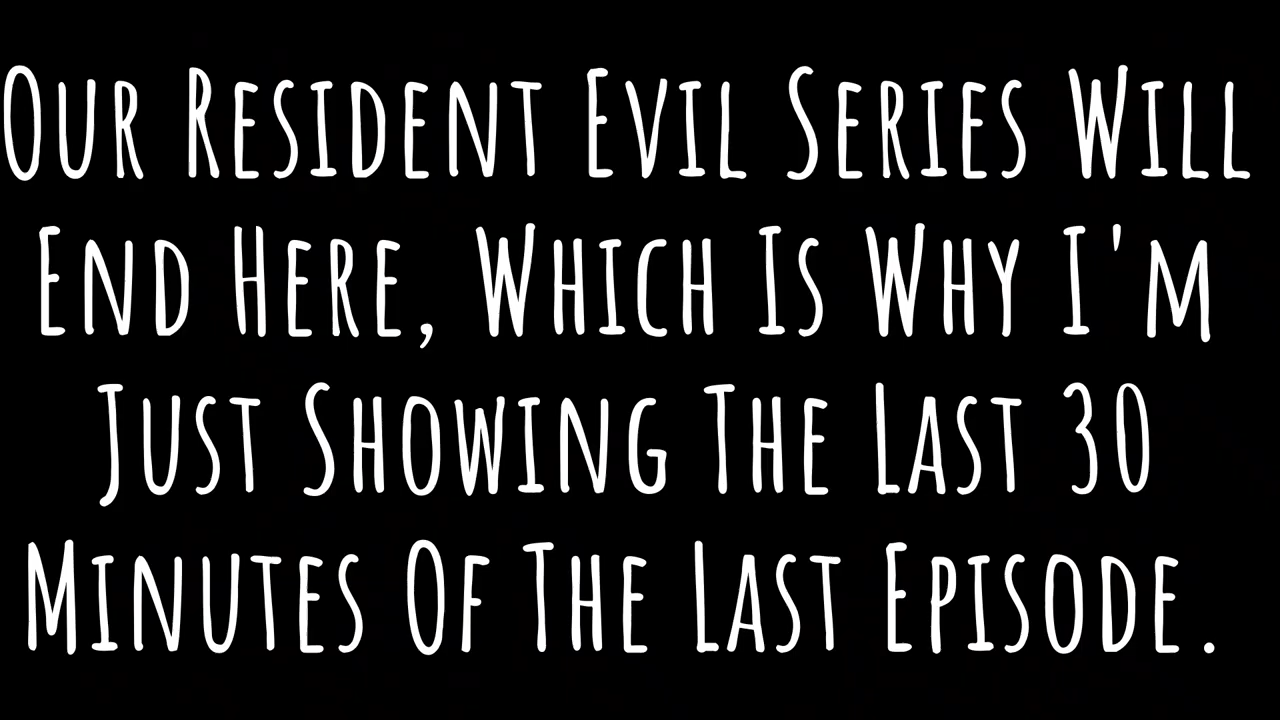 Our Resident Evil Series Will
End Here, Which Is Why I'm
Just Showing The Last 30
Minutes Of The Last Episode.